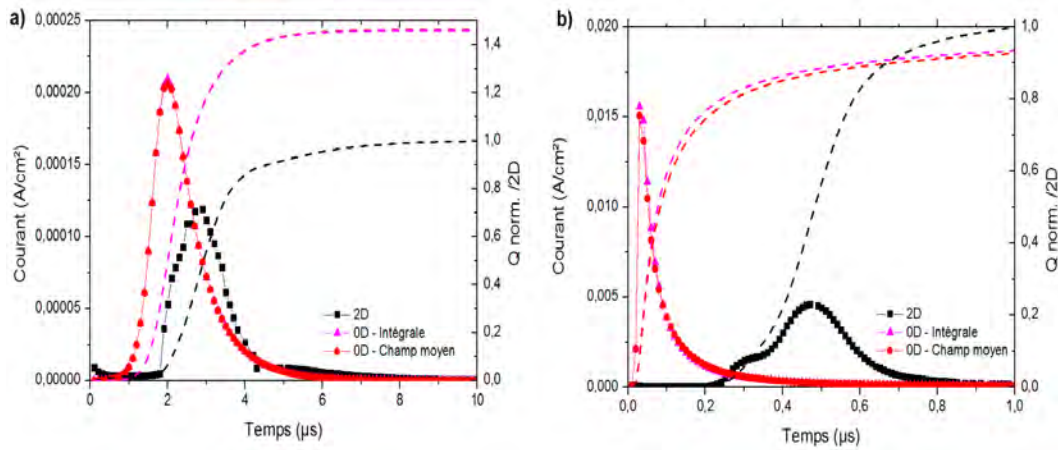 a)
0,00025
0,00020
0,00015
0,00010
0,00005
0,00000
Courant (A/cm²)
0
2
4
6
8
10
Temps (µs)
1,4
1,2
1,0
0,8
0,6
0,4
0,2
0,0
Q norm. /2D
2D
0D - Intégrale
0D - Champ moyen
b)
0,020
0,015
0,010
0,005
0,000
Courant (A/cm²)
0,0
0,2
0,4
0,6
0,8
1,0
Temps (µs)
1,0
0,8
0,6
0,4
0,2
0,0
Q norm. /2D
2D
0D - Intégrale
0D - Champ moyen